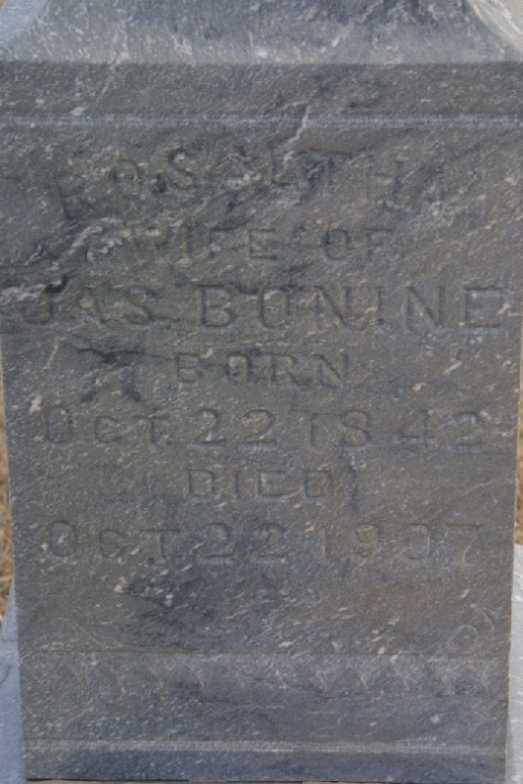 WIFE OF
JAS. BONINE
BORN
OCT. 22 1842
DIED
OCT. 22 1907